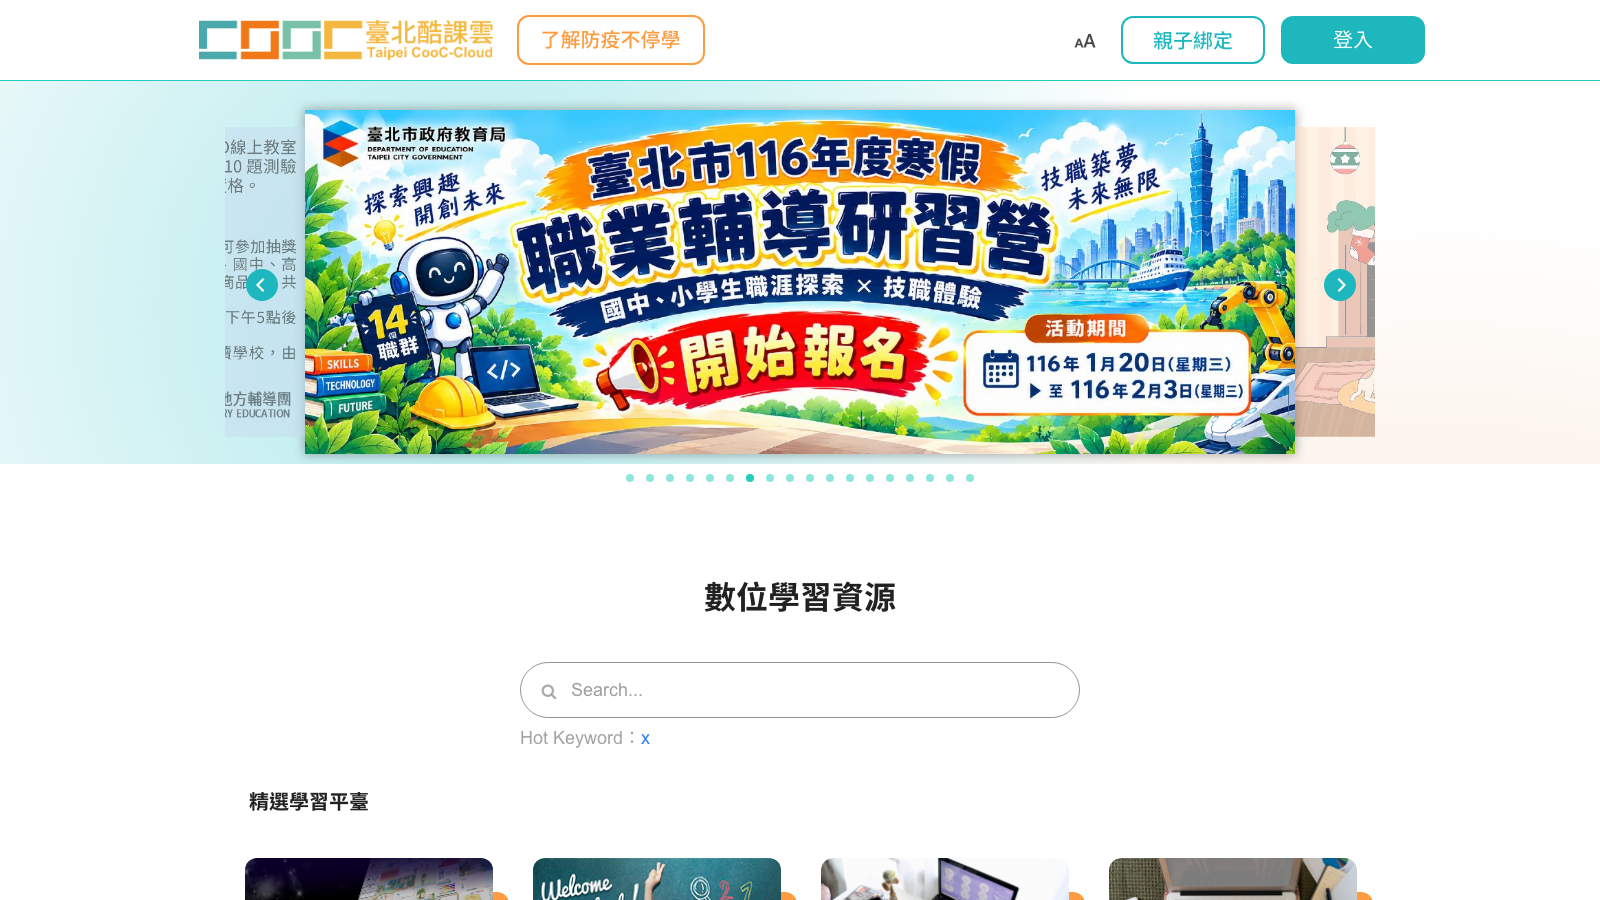 臺北酷課雲
Taipei CooC-Cloud
了解防疫不停學
AA
親子綁定
登入
線上教室
10 題測驗
格。
可參加抽獎
國中、高
商品 共
下午5點後
學校，由
地方輔導團
RY EDUCATION
臺北市政府教育局
DEPARTMENT OF EDUCATION
TAIPEI CITY GOVERNMENT
探索興趣
開創未來
臺北市116年度寒假
職業輔導研習營
國中、小學生職涯探索 × 技職體驗
開始報名
技職築夢
未來無限
14個
職群
SKILLS
TECHNOLOGY
FUTURE
</>
活動期間
116年 1月20日(星期三)
▶ 至 116年2月3日(星期三)
數位學習資源
Search...
Hot Keyword：x
精選學習平臺
Welcome